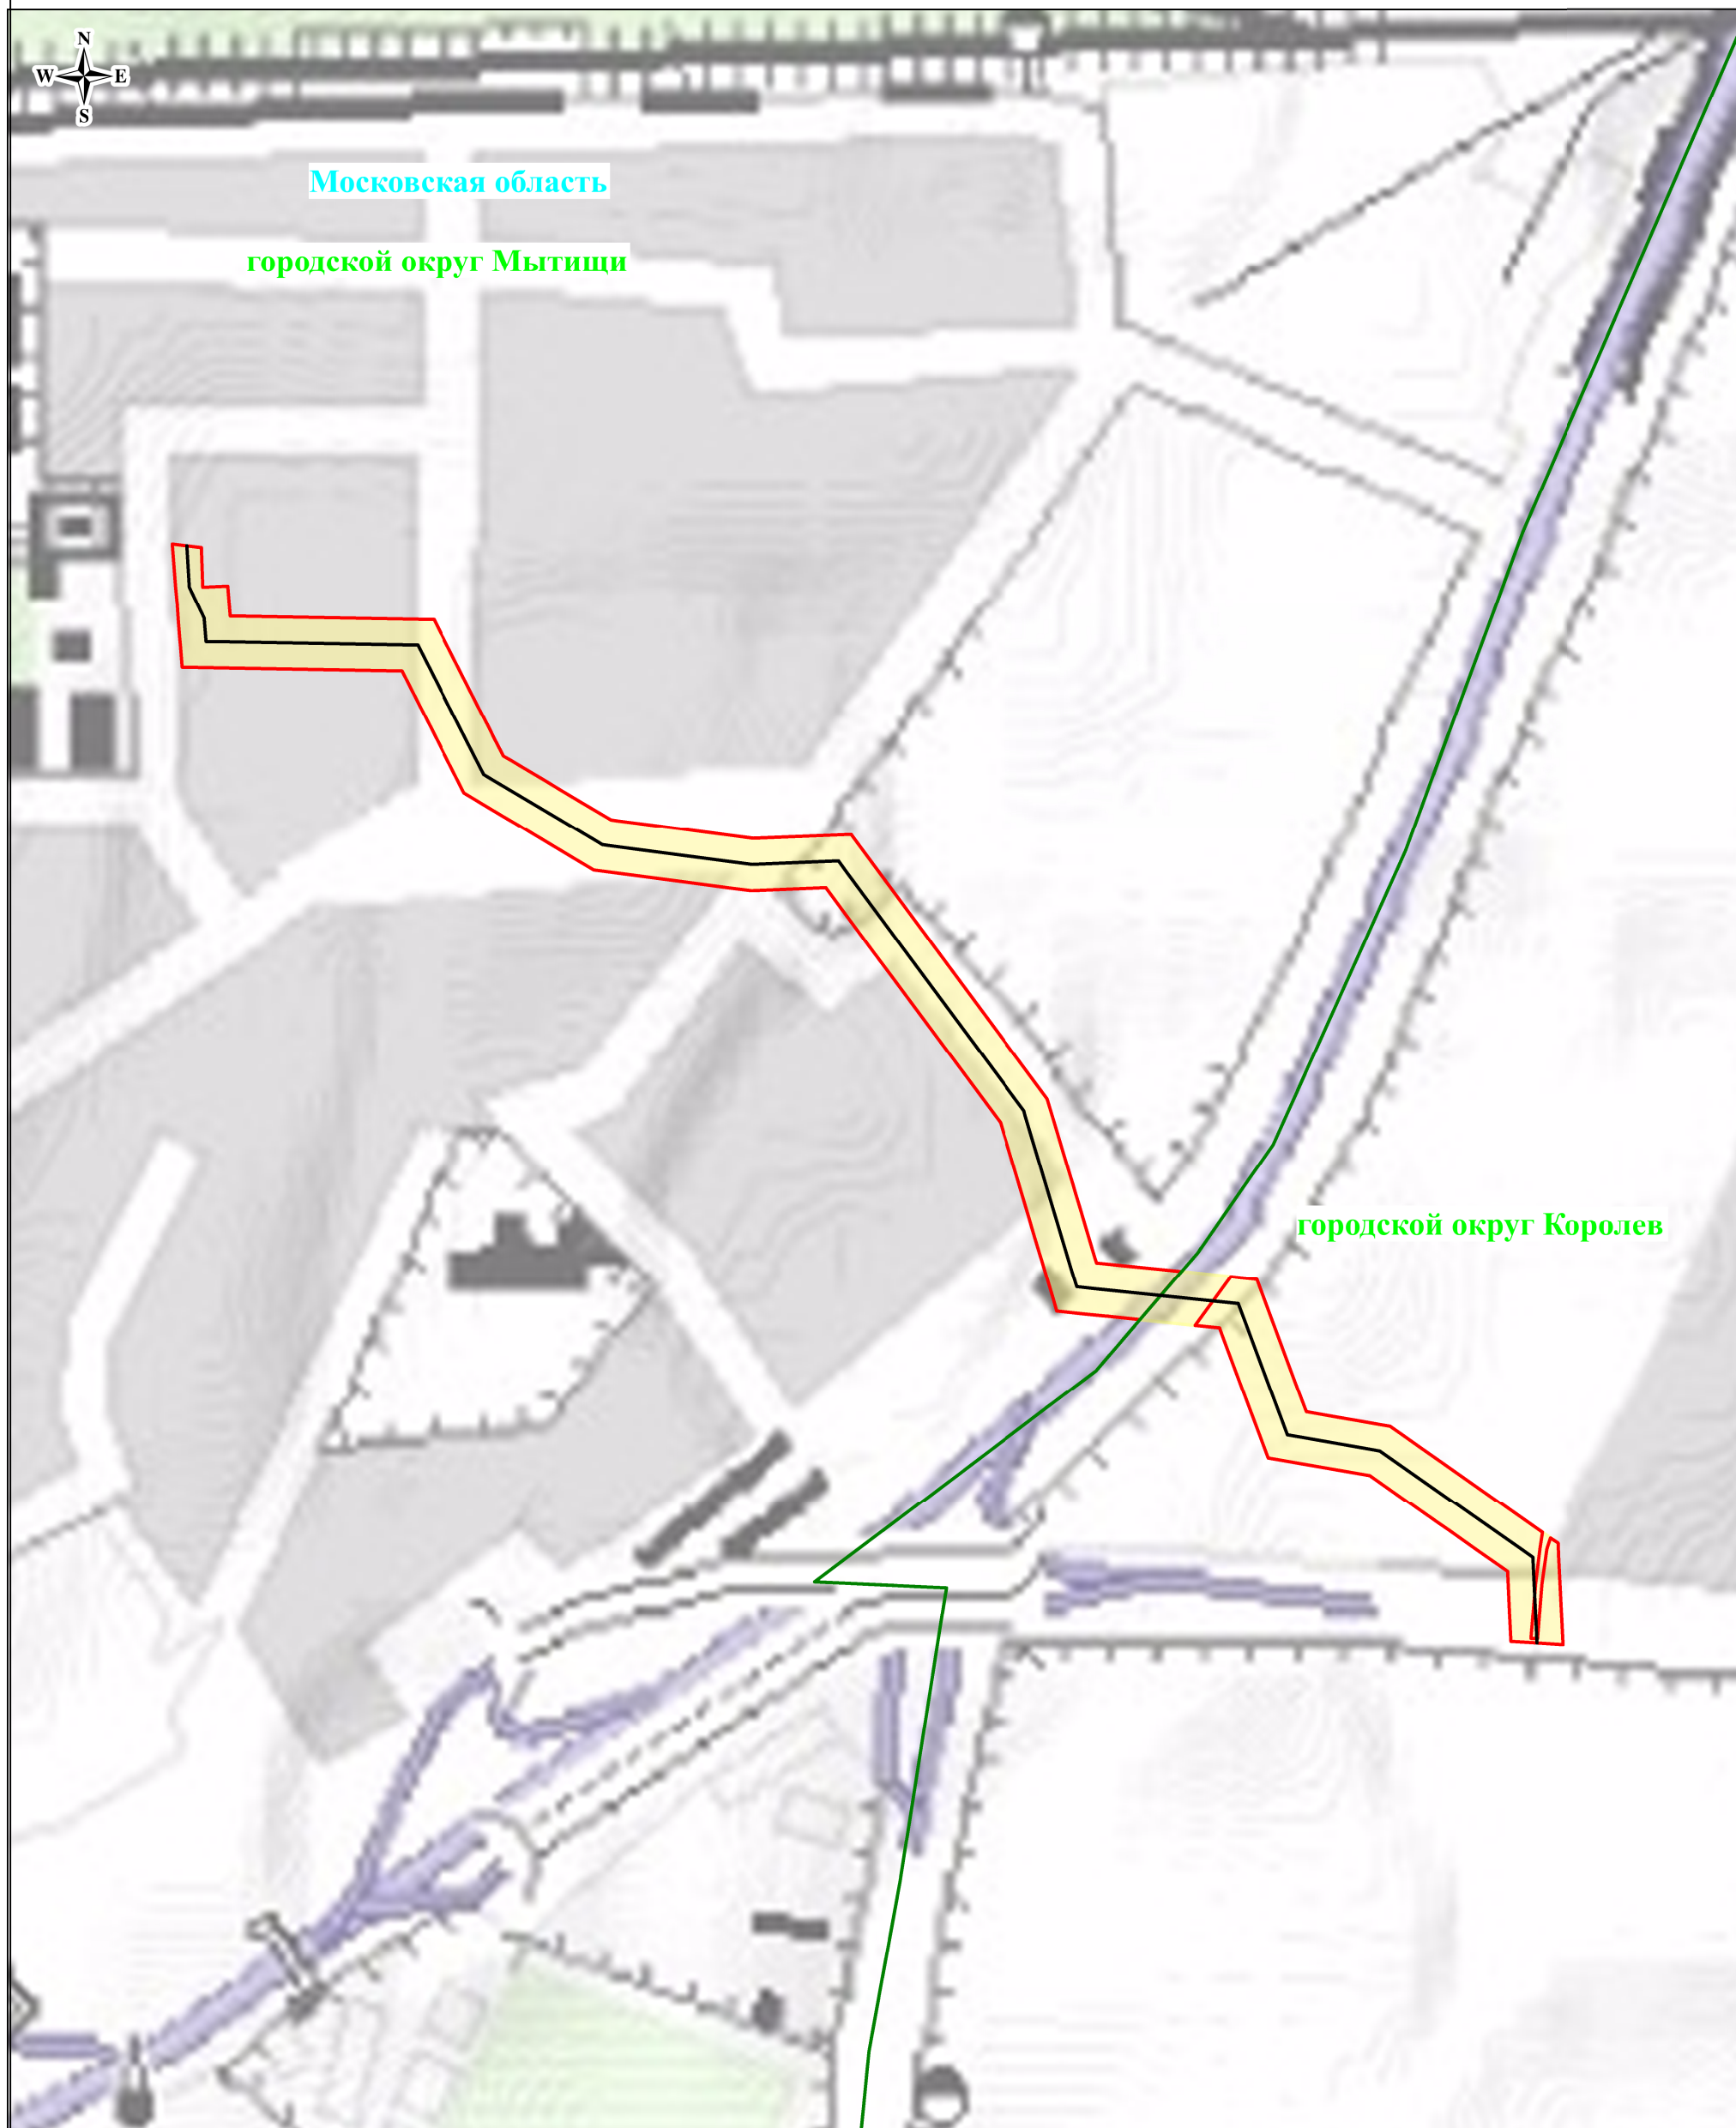 N
W E
S
Московская область
городской округ Мытищи
городской округ Королев